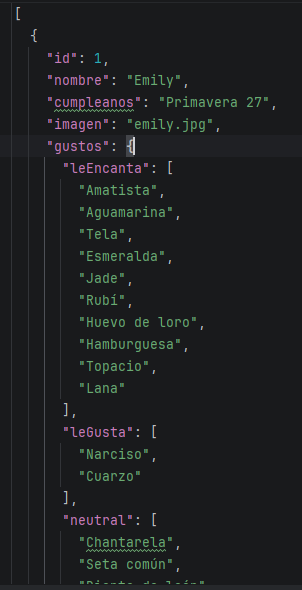 [
{
"id": 1,
"nombre": "Emily",
"cumpleanos": "Primavera 27",
"imagen": "emily.jpg",
"gustos": {
"leEncanta": [
"Amatista",
"Aguamarina",
"Tela",
"Esmeralda",
"Jade",
"Rubí",
"Huevo de loro",
"Hamburguesa",
"Topacio",
"Lana"
],
"leGusta": [
"Narciso",
"Cuarzo"
],
"neutral": [
"Chantarela",
"Seta común",